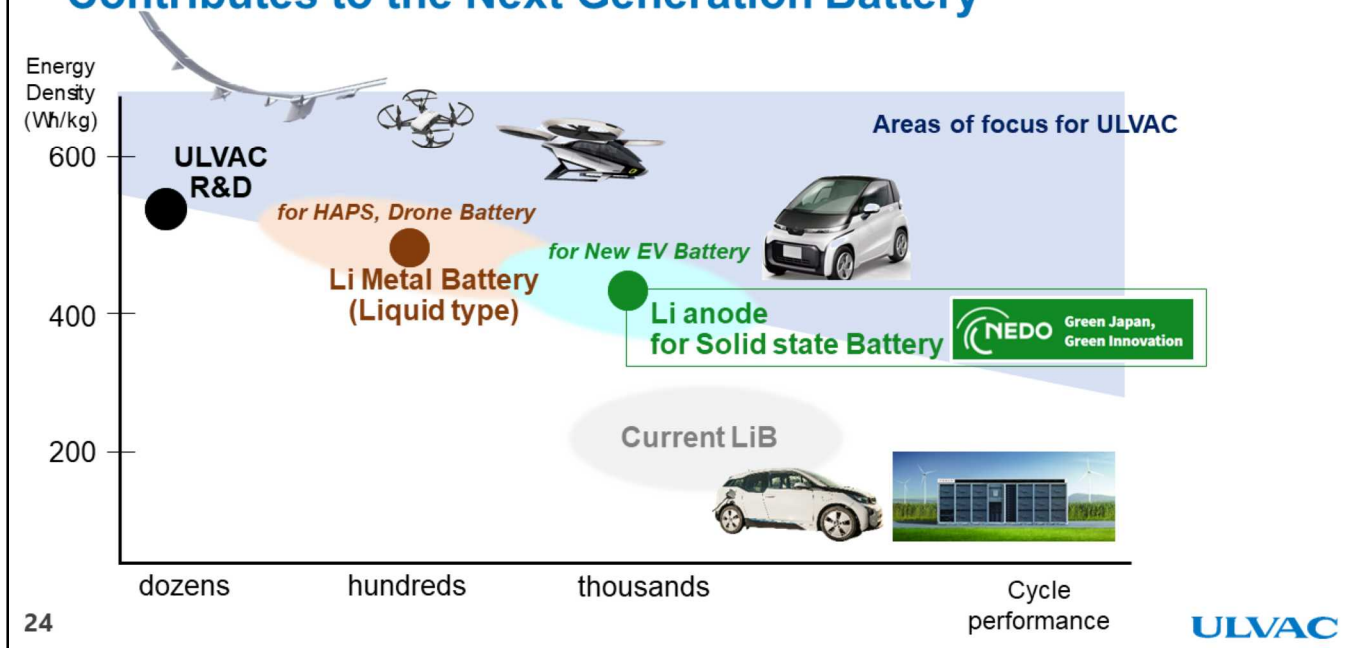 Contributes to the Next Generation Battery
Energy
Density
(Wh/kg)
600
400
200
ULVAC
R&D
for HAPS, Drone Battery
Li Metal Battery
(Liquid type)
for New EV Battery
Li anode
for Solid state Battery
NEDO
Green Japan,
Green Innovation
Areas of focus for ULVAC
Current LiB
dozens
hundreds
thousands
Cycle
performance
24
ULVAC